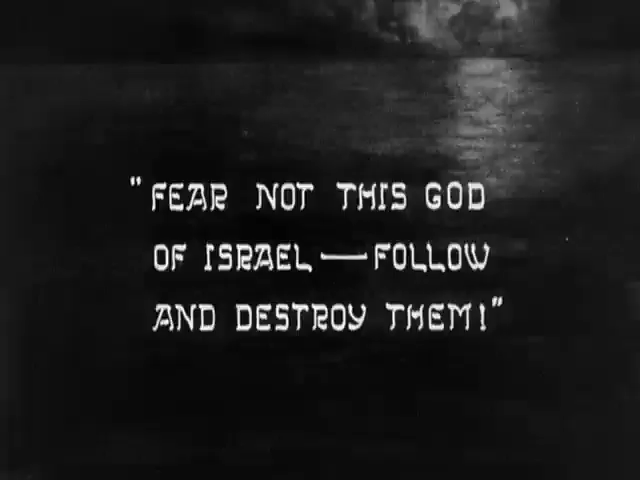 "FEAR NOT THIS GOD
OF ISRAEL—FOLLOW
AND DESTROY THEM!"